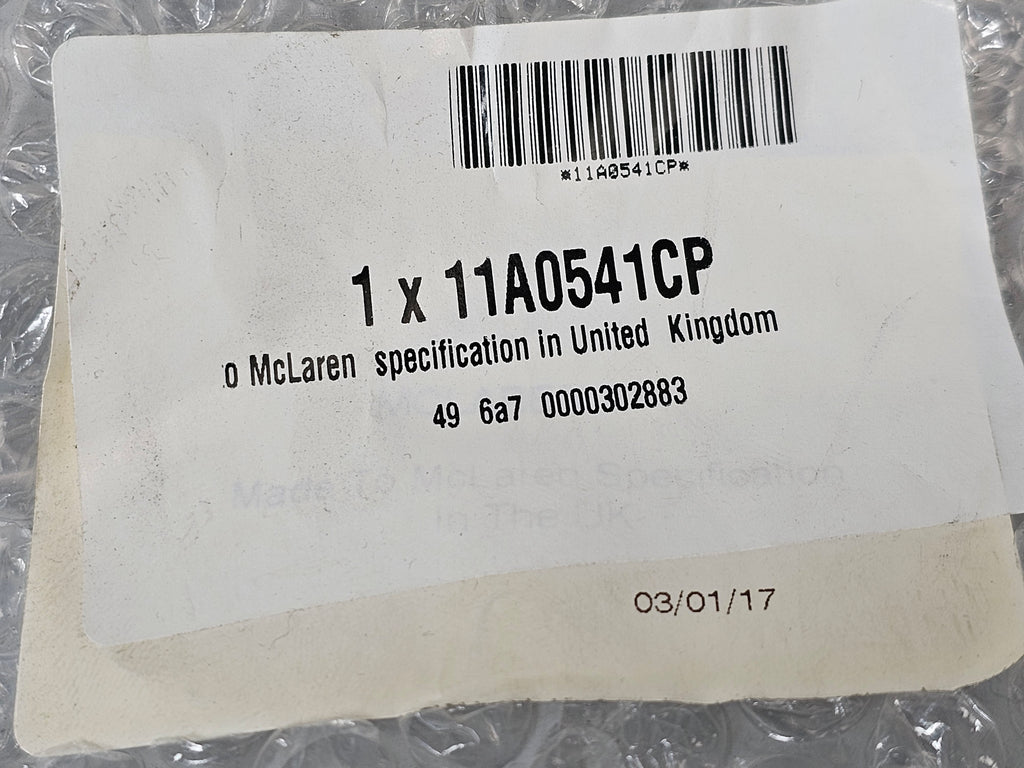 *11A0541CP*
1 x 11A0541CP
o McLaren specification in United Kingdom
49 6a7 0000302883
Made To McLaren Specification
In The UK
03/01/17